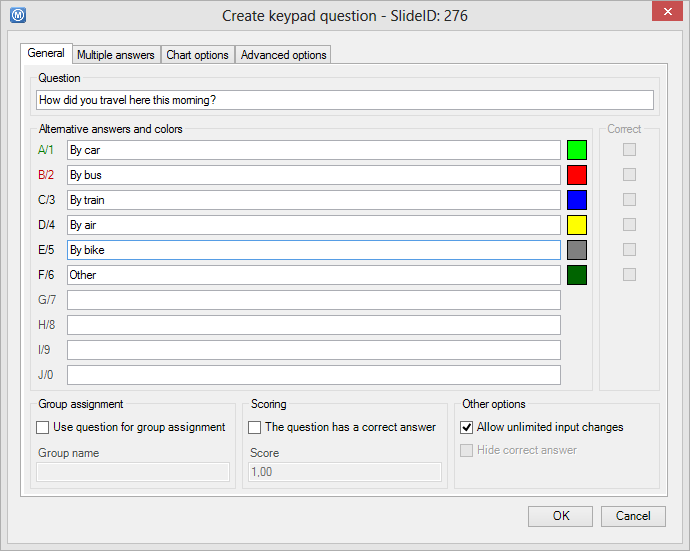 Create keypad question - SlideID: 276
General Multiple answers Chart options Advanced options
Question
How did you travel here this morning?
Alternative answers and colors Correct
A/1 By car
B/2 By bus
C/3 By train
D/4 By air
E/5 By bike
F/6 Other
G/7
H/8
I/9
J/0
Group assignment Scoring Other options
Use question for group assignment The question has a correct answer Allow unlimited input changes
Group name Score Hide correct answer
1,00
OK Cancel